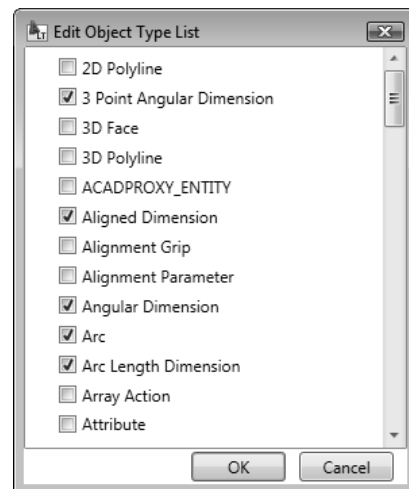 LT
Edit Object Type List
2D Polyline
3 Point Angular Dimension
3D Face
3D Polyline
ACADPROXY_ENTITY
Aligned Dimension
Alignment Grip
Alignment Parameter
Angular Dimension
Arc
Arc Length Dimension
Array Action
Attribute
OK Cancel